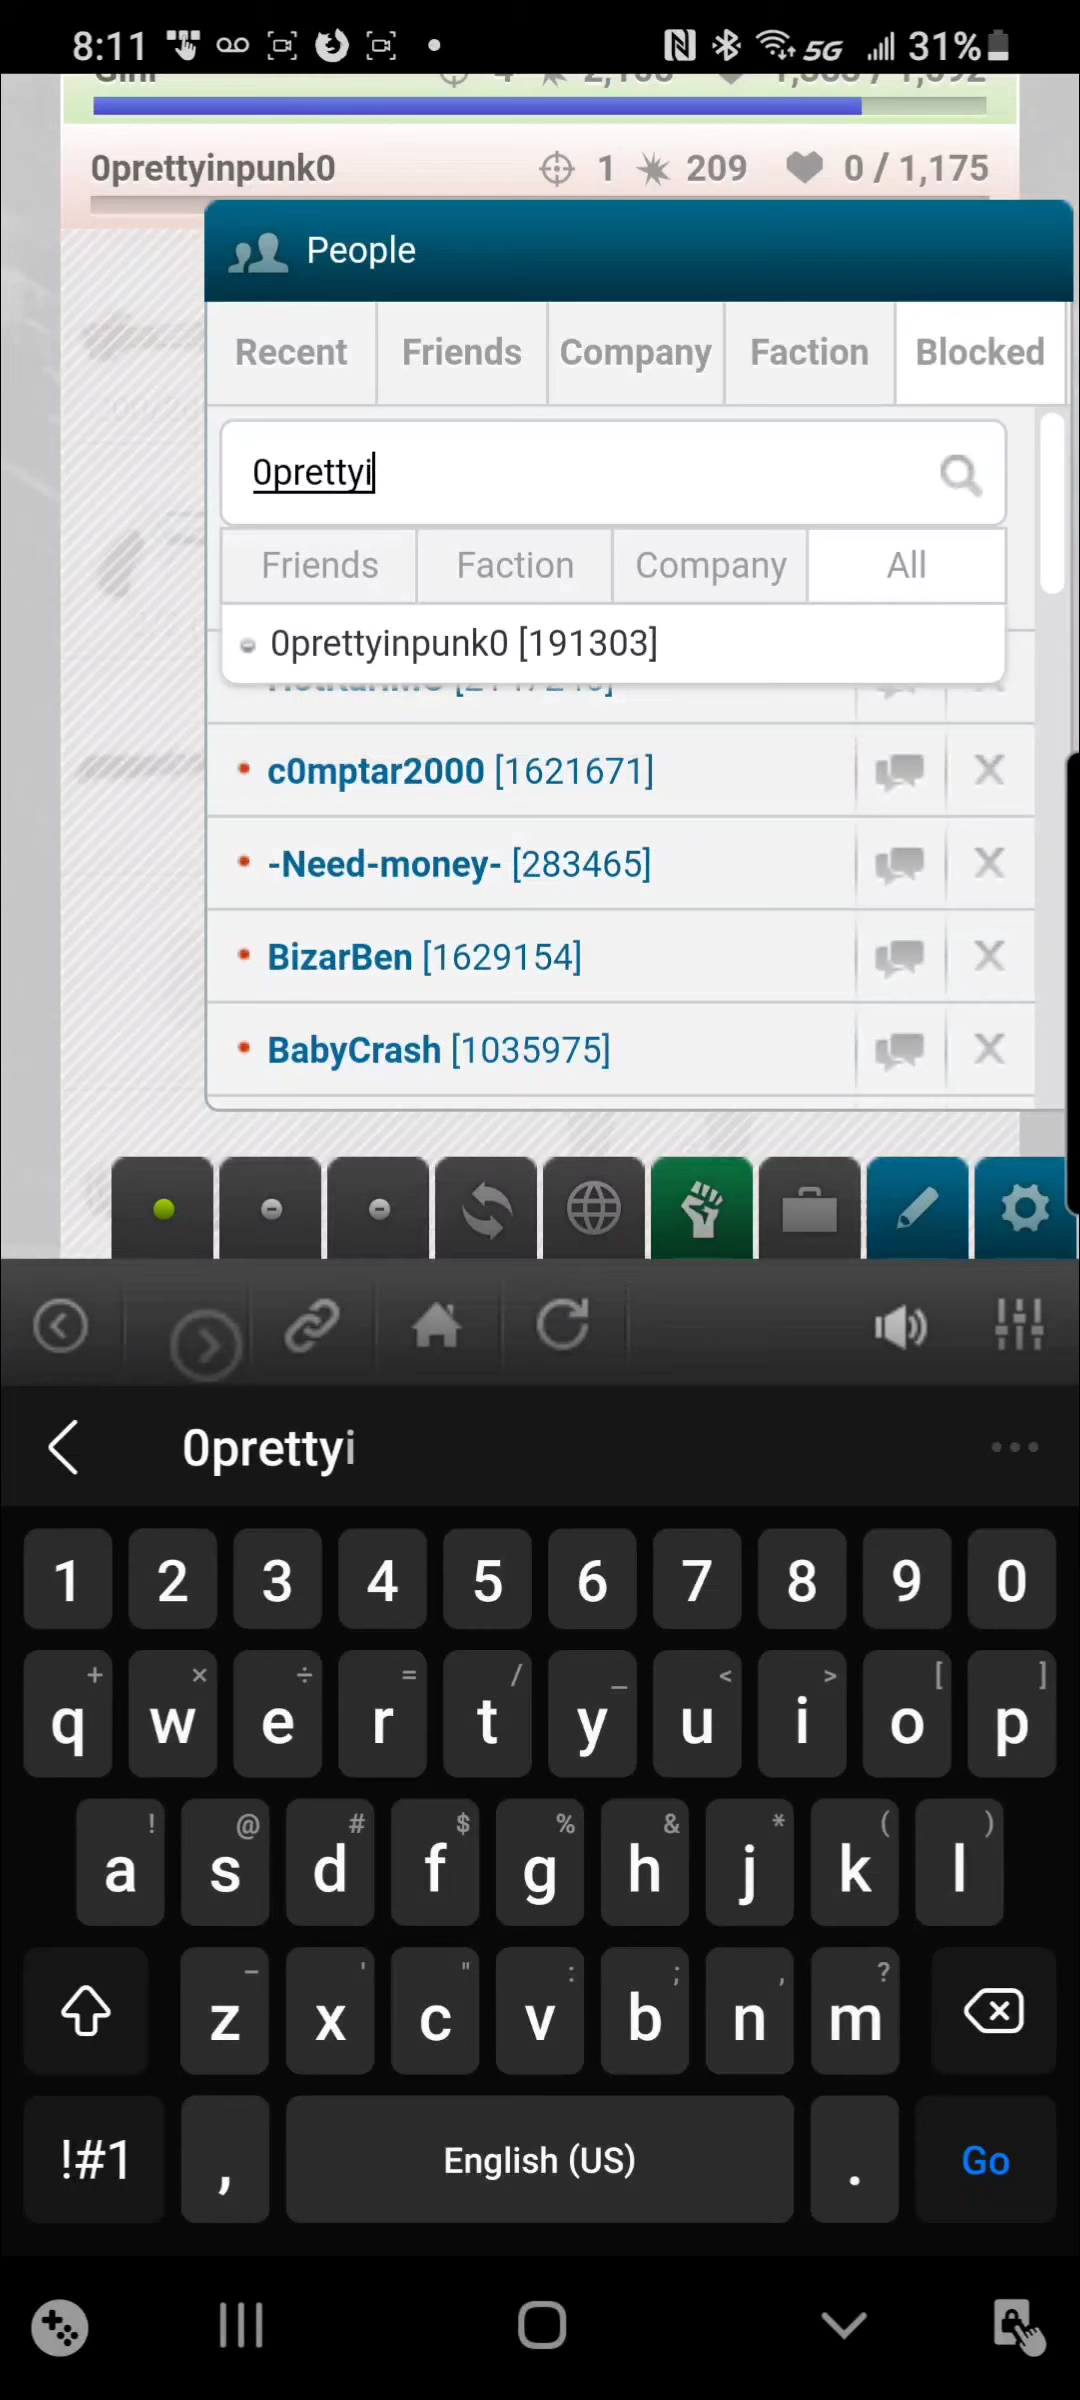 8:11 5G 31%
0prettyinpunk0 1 209 0 / 1,175
People
Recent Friends Company Faction Blocked
0prettyi
Friends Faction Company All
0prettyinpunk0 [191303]
c0mptar2000 [1621671]
-Need-money- [283465]
BizarBen [1629154]
BabyCrash [1035975]
0prettyi
1 2 3 4 5 6 7 8 9 0
+ × ÷ = / _ < > [ ]
q w e r t y u i o p
! @ # $ % & * ( )
a s d f g h j k l
- ' " : ; , ?
z x c v b n m
!#1 , English (US) . Go